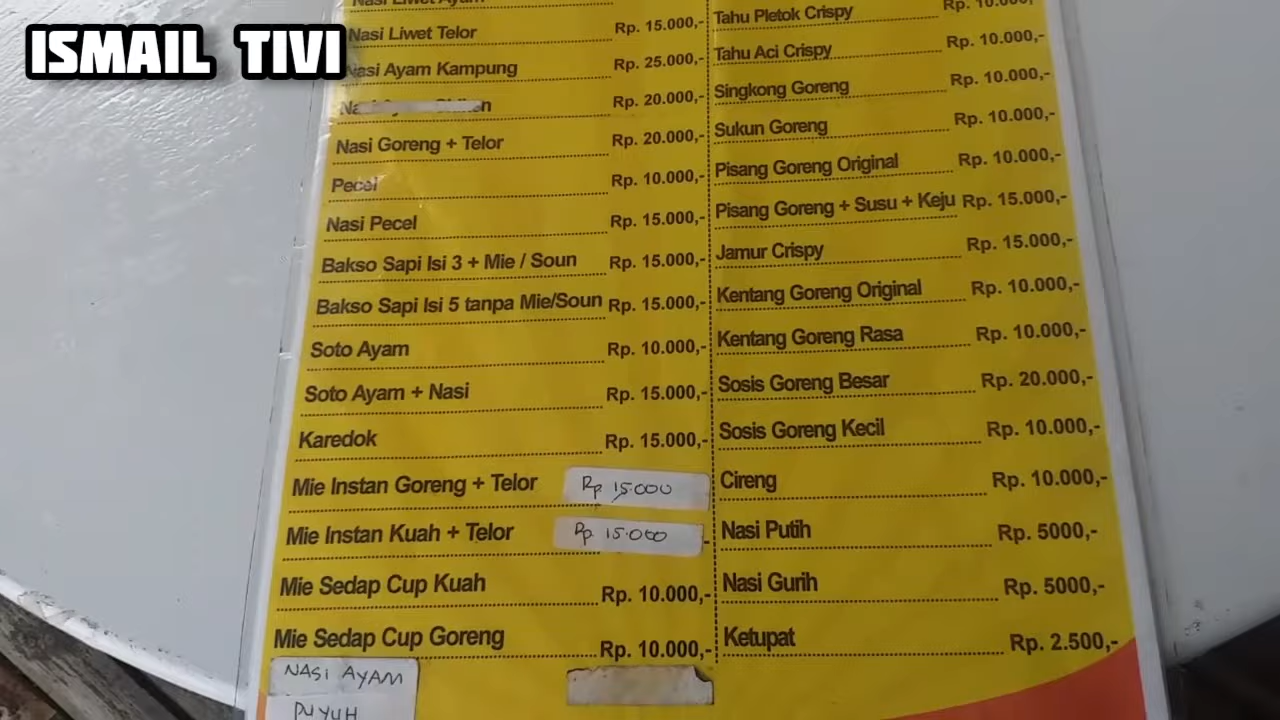 ISMAIL TIVI
Nasi Liwet Ayam
Nasi Liwet Telor Rp. 15.000,-
Nasi Ayam Kampung Rp. 25.000,-
Rp. 20.000,-
Nasi Goreng + Telor Rp. 20.000,-
Pecel Rp. 10.000,-
Nasi Pecel Rp. 15.000,-
Bakso Sapi Isi 3 + Mie / Soun Rp. 15.000,-
Bakso Sapi Isi 5 tanpa Mie/Soun Rp. 15.000,-
Soto Ayam Rp. 10.000,-
Soto Ayam + Nasi Rp. 15.000,-
Karedok Rp. 15.000,-
Mie Instan Goreng + Telor Rp. 15.000
Mie Instan Kuah + Telor Rp. 15.000
Mie Sedap Cup Kuah Rp. 10.000,-
Mie Sedap Cup Goreng Rp. 10.000,-
NASI AYAM
PUYUH
Tahu Pletok Crispy Rp. 10.000,-
Tahu Aci Crispy Rp. 10.000,-
Singkong Goreng Rp. 10.000,-
Sukun Goreng Rp. 10.000,-
Pisang Goreng Original Rp. 10.000,-
Pisang Goreng + Susu + Keju Rp. 15.000,-
Jamur Crispy Rp. 15.000,-
Kentang Goreng Original Rp. 10.000,-
Kentang Goreng Rasa Rp. 10.000,-
Sosis Goreng Besar Rp. 20.000,-
Sosis Goreng Kecil Rp. 10.000,-
Cireng Rp. 10.000,-
Nasi Putih Rp. 5000,-
Nasi Gurih Rp. 5000,-
Ketupat Rp. 2.500,-